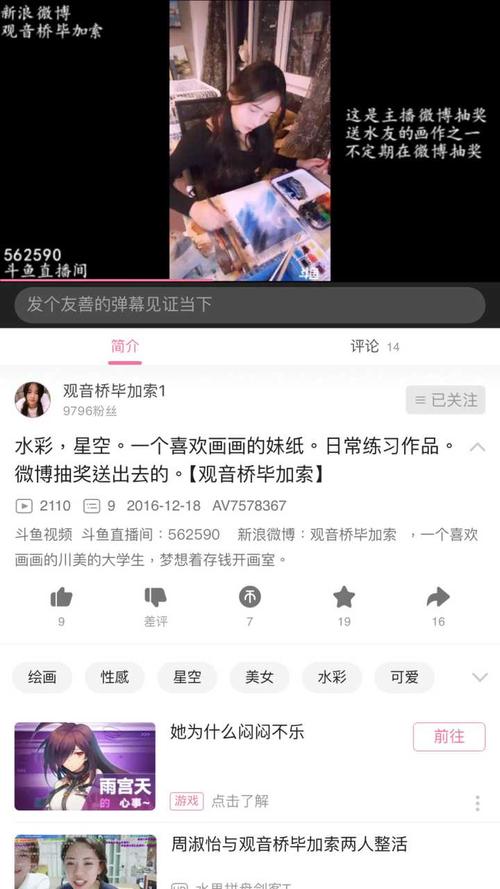 新浪微博
观音桥毕加索
这是主播微博抽奖
送水友的画作之一
不定期在微博抽奖
562590
斗鱼直播间
斗鱼
发个友善的弹幕见证当下
简介
评论 14
观音桥毕加索1
9796粉丝
已关注
水彩，星空。一个喜欢画画的妹纸。日常练习作品。
微博抽奖送出去的。【观音桥毕加索】
2110 9 2016-12-18 AV7578367
斗鱼视频 斗鱼直播间：562590 新浪微博：观音桥毕加索 ，一个喜欢
画画的川美的大学生，梦想着存钱开画室。
9 差评 7 19 16
绘画 性感 星空 美女 水彩 可爱
她为什么闷闷不乐
前往
雨宫天
的心事~
游戏 点击了解
周淑怡与观音桥毕加索两人整活